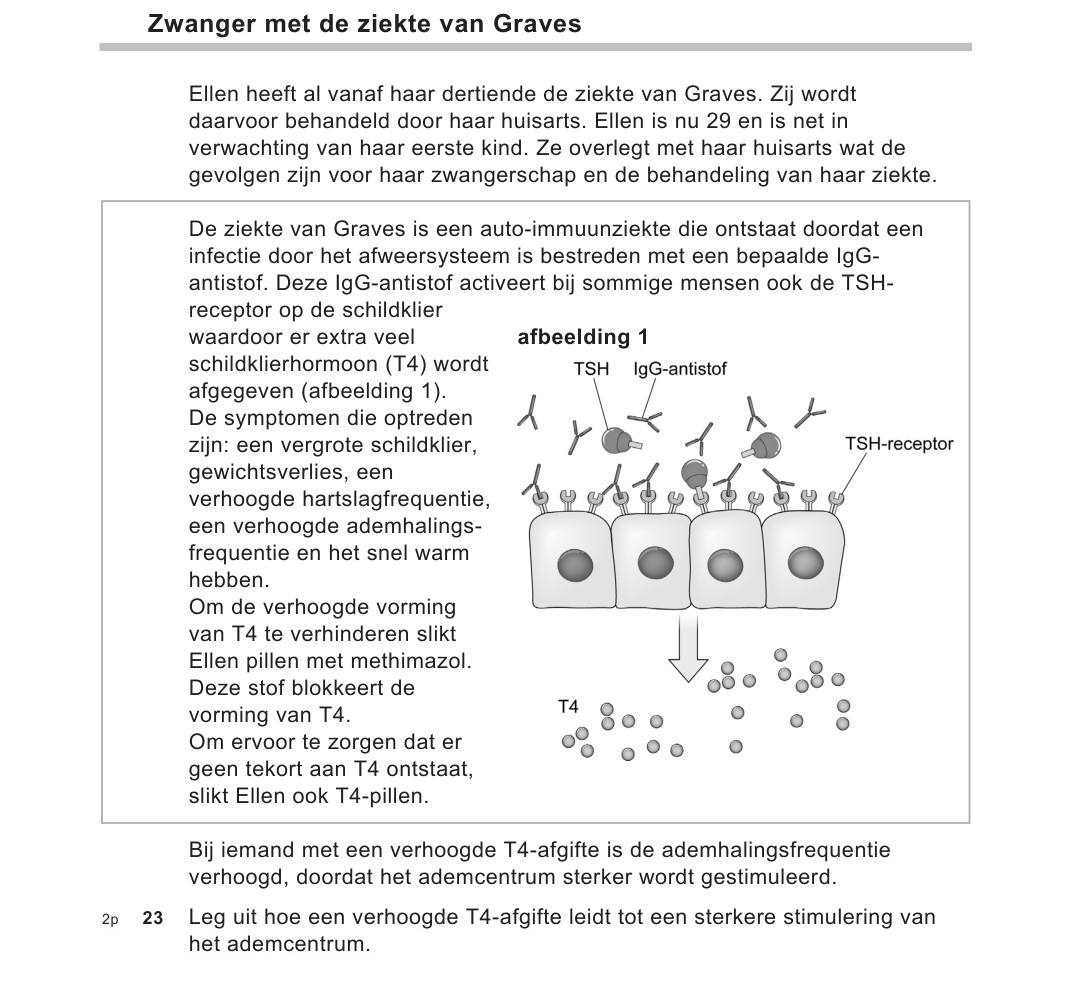 Zwanger met de ziekte van Graves
Ellen heeft al vanaf haar dertiende de ziekte van Graves. Zij wordt
daarvoor behandeld door haar huisarts. Ellen is nu 29 en is net in
verwachting van haar eerste kind. Ze overlegt met haar huisarts wat de
gevolgen zijn voor haar zwangerschap en de behandeling van haar ziekte.
De ziekte van Graves is een auto-immuunziekte die ontstaat doordat een
infectie door het afweersysteem is bestreden met een bepaalde IgG-
antistof. Deze IgG-antistof activeert bij sommige mensen ook de TSH-
receptor op de schildklier
waardoor er extra veel
schildklierhormoon (T4) wordt
afgegeven (afbeelding 1).
De symptomen die optreden
zijn: een vergrote schildklier,
gewichtsverlies, een
verhoogde hartslagfrequentie,
een verhoogde ademhalings-
frequentie en het snel warm
hebben.
Om de verhoogde vorming
van T4 te verhinderen slikt
Ellen pillen met methimazol.
Deze stof blokkeert de
vorming van T4.
Om ervoor te zorgen dat er
geen tekort aan T4 ontstaat,
slikt Ellen ook T4-pillen.
afbeelding 1
TSH IgG-antistof
TSH-receptor
T4
Bij iemand met een verhoogde T4-afgifte is de ademhalingsfrequentie
verhoogd, doordat het ademcentrum sterker wordt gestimuleerd.
2p 23 Leg uit hoe een verhoogde T4-afgifte leidt tot een sterkere stimulering van
het ademcentrum.